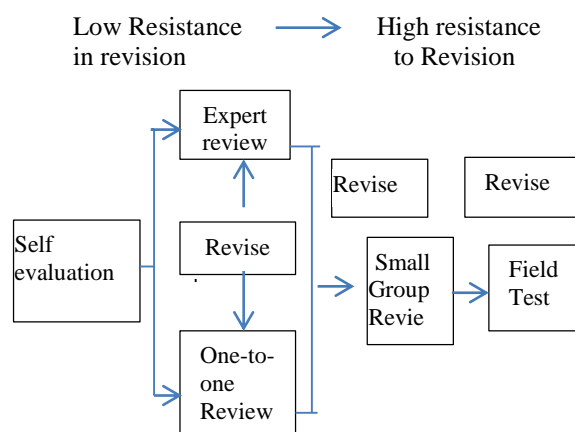 Low Resistance
in revision
High resistance
to Revision
Expert
review
Revise
Revise
Self
evaluation
Revise
Small
Group
Revie
Field
Test
One-to-
one
Review